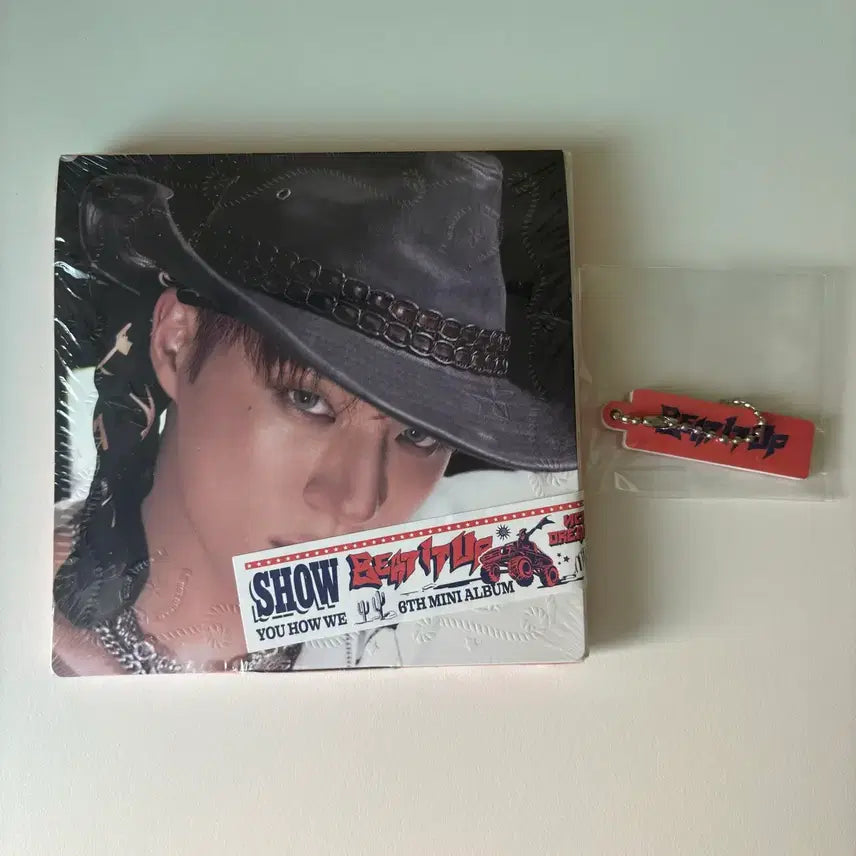 SHOW
YOU HOW WE
BEAT IT UP
6TH MINI ALBUM
BEAT IT UP